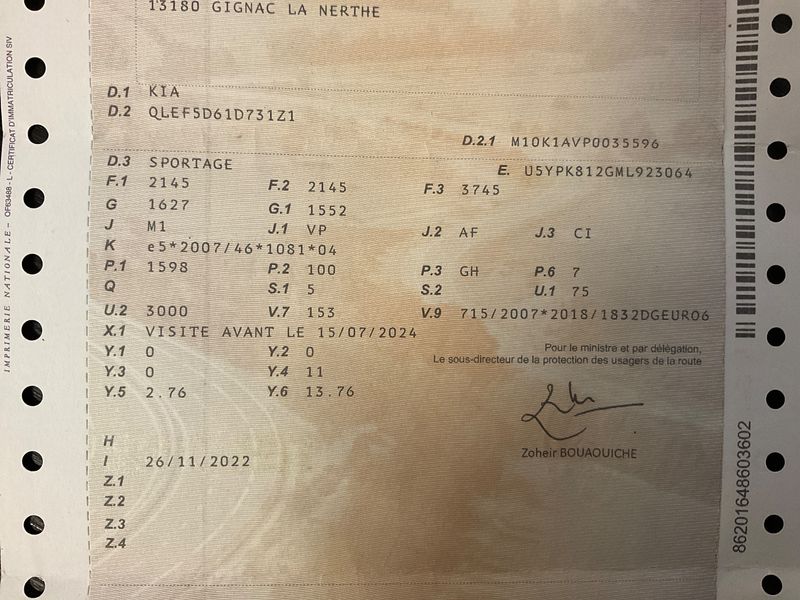 13180 GIGNAC LA NERTHE
D.1 KIA
D.2 QLEF5D61D731Z1
D.2.1 M10K1AVP0035596
D.3 SPORTAGE
E. U5YPK812GML923064
F.1 2145 F.2 2145 F.3 3745
G 1627 G.1 1552
J M1 J.1 VP J.2 AF J.3 CI
K e5*2007/46*1081*04
P.1 1598 P.2 100 P.3 GH P.6 7
Q S.1 5 S.2 U.1 75
U.2 3000 V.7 153 V.9 715/2007*2018/1832DGEURO6
X.1 VISITE AVANT LE 15/07/2024
Y.1 0 Y.2 0
Y.3 0 Y.4 11
Y.5 2.76 Y.6 13.76
Pour le ministre et par délégation,
Le sous-directeur de la protection des usagers de la route
Zoheir BOUAOUICHE
H
I 26/11/2022
Z.1
Z.2
Z.3
Z.4
IMPRIMERIE NATIONALE – OF63488 - L - CERTIFICAT D'IMMATRICULATION SIV
86201648603602